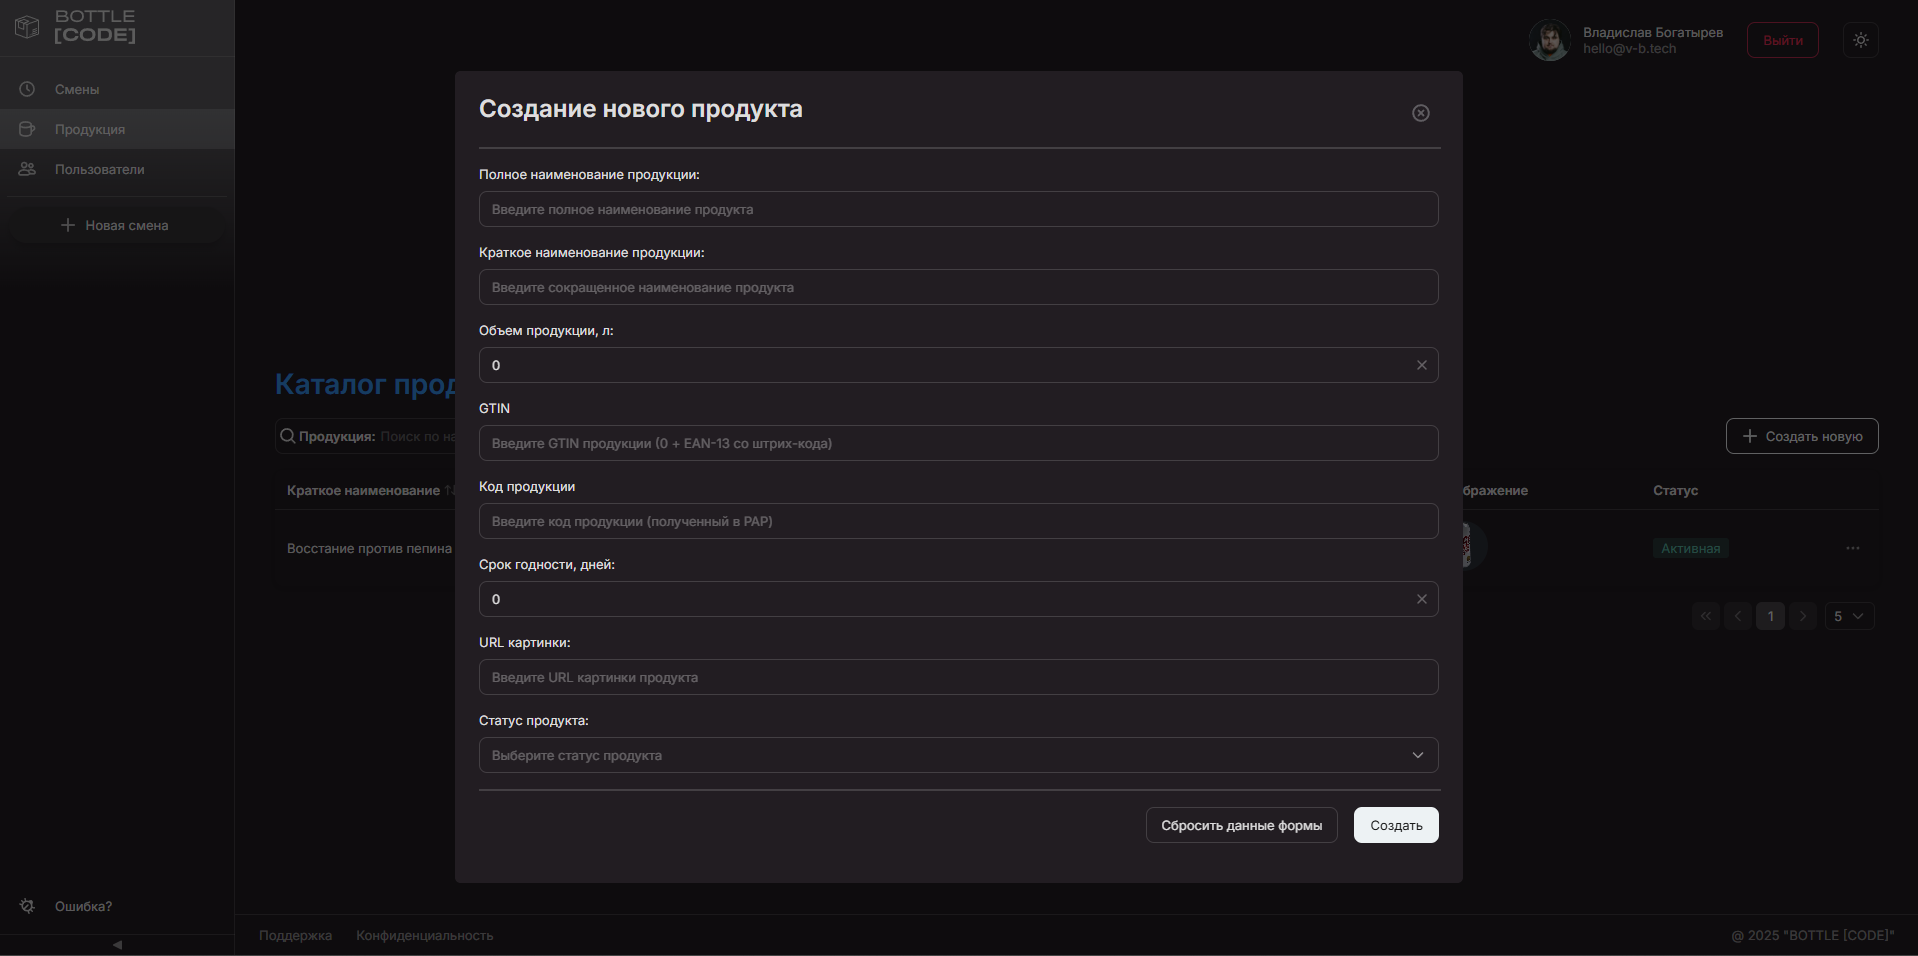 BOTTLE
[CODE]
Владислав Богатырев
hello@v-b.tech
Выйти
Смены
Продукция
Пользователи
Новая смена
Создание нового продукта
Полное наименование продукции:
Введите полное наименование продукта
Краткое наименование продукции:
Введите сокращенное наименование продукта
Объем продукции, л:
0
GTIN
Введите GTIN продукции (0 + EAN-13 со штрих-кода)
Код продукции
Введите код продукции (полученный в РАР)
Срок годности, дней:
0
URL картинки:
Введите URL картинки продукта
Статус продукта:
Выберите статус продукта
Сбросить данные формы
Создать
Каталог прод
Продукция: Поиск по на
Создать новую
Краткое наименование
бражение
Статус
Восстание против пепина
Активная
1
5
Ошибка?
Поддержка
Конфиденциальность
@ 2025 "BOTTLE [CODE]"